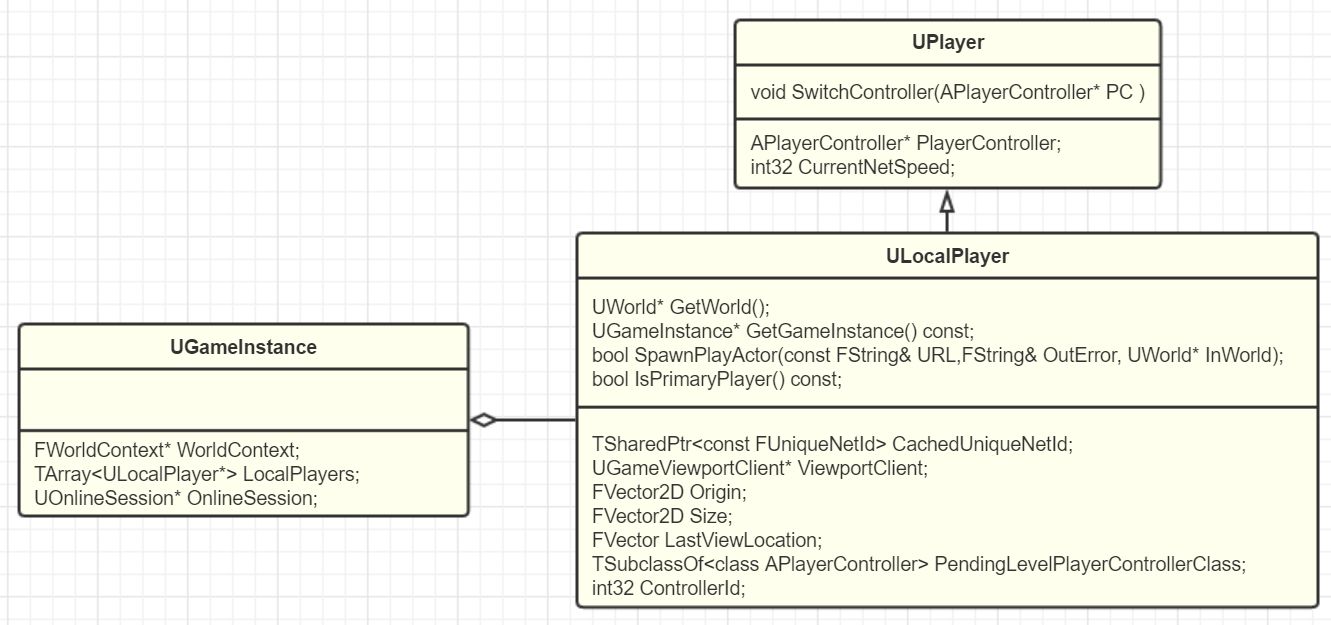 UPlayer
void SwitchController(APlayerController* PC )
APlayerController* PlayerController;
int32 CurrentNetSpeed;
ULocalPlayer
UWorld* GetWorld();
UGameInstance* GetGameInstance() const;
bool SpawnPlayActor(const FString& URL,FString& OutError, UWorld* InWorld);
bool IsPrimaryPlayer() const;
TSharedPtr<const FUniqueNetId> CachedUniqueNetId;
UGameViewportClient* ViewportClient;
FVector2D Origin;
FVector2D Size;
FVector LastViewLocation;
TSubclassOf<class APlayerController> PendingLevelPlayerControllerClass;
int32 ControllerId;
UGameInstance
FWorldContext* WorldContext;
TArray<ULocalPlayer*> LocalPlayers;
UOnlineSession* OnlineSession;